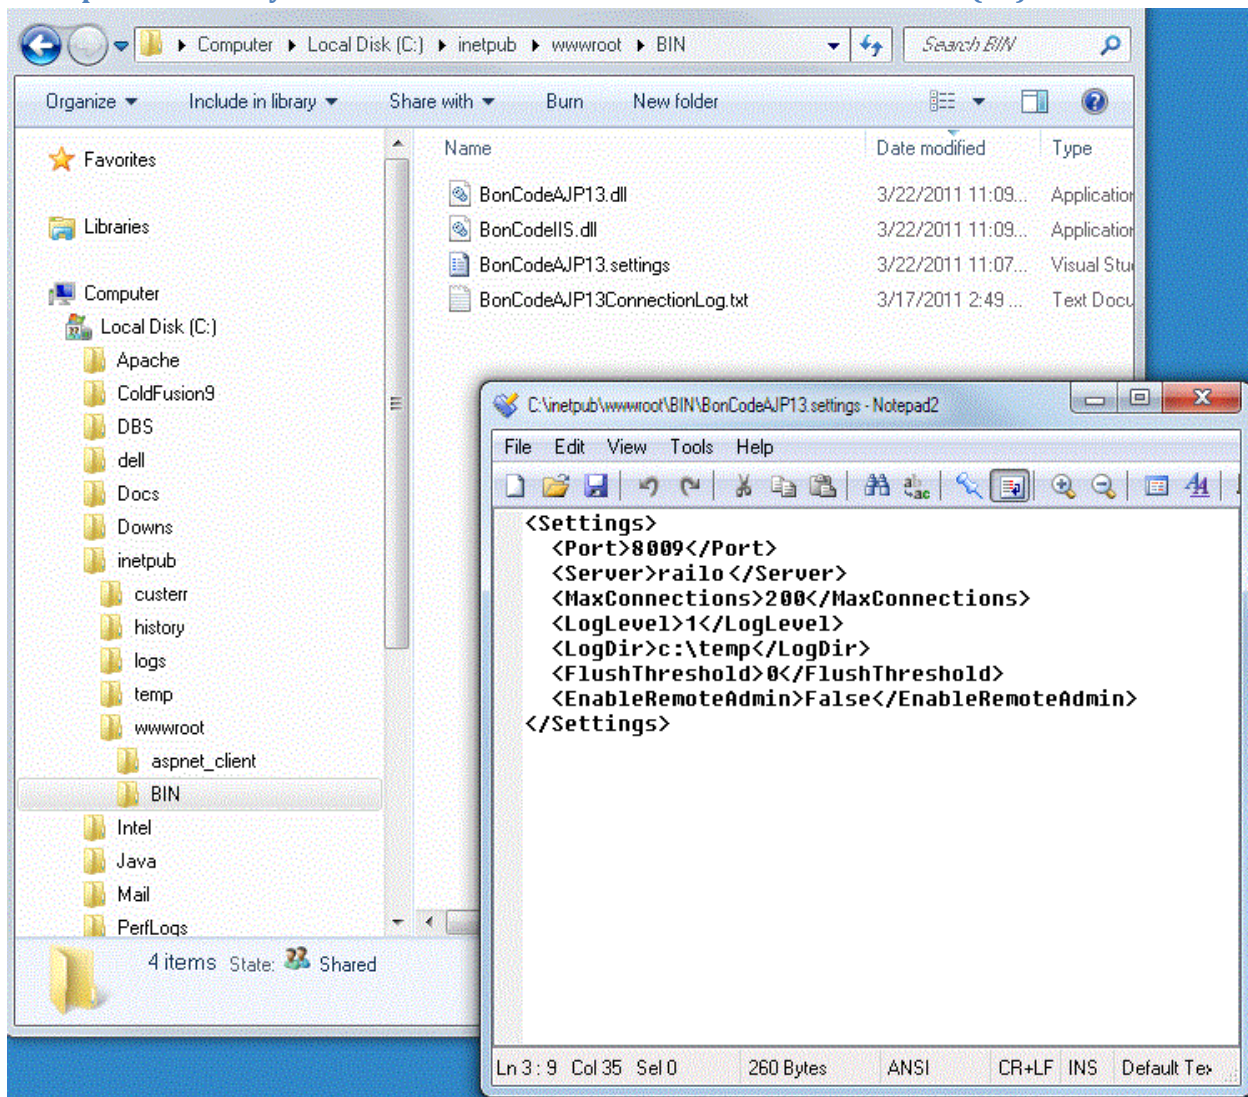 Computer Local Disk (C:) inetpub wwwroot BIN
Search BIN
Organize Include in library Share with Burn New folder
Favorites
Libraries
Computer
Local Disk (C:)
Apache
ColdFusion9
DBS
dell
Docs
Downs
inetpub
custerr
history
logs
temp
wwwroot
aspnet_client
BIN
Intel
Java
Mail
PerfLogs
Name Date modified Type
BonCodeAJP13.dll 3/22/2011 11:09... Application
BonCodeIIS.dll 3/22/2011 11:09... Application
BonCodeAJP13.settings 3/22/2011 11:07... Visual Stu
BonCodeAJP13ConnectionLog.txt 3/17/2011 2:49 ... Text Docu
4 items State: Shared
C:\inetpub\wwwroot\BIN\BonCodeAJP13.settings - Notepad2
File Edit View Tools Help
<Settings>
<Port>8009</Port>
<Server>railo</Server>
<MaxConnections>200</MaxConnections>
<LogLevel>1</LogLevel>
<LogDir>c:\temp</LogDir>
<FlushThreshold>0</FlushThreshold>
<EnableRemoteAdmin>False</EnableRemoteAdmin>
</Settings>
Ln 3 : 9 Col 35 Sel 0 260 Bytes ANSI CR+LF INS Default Tex